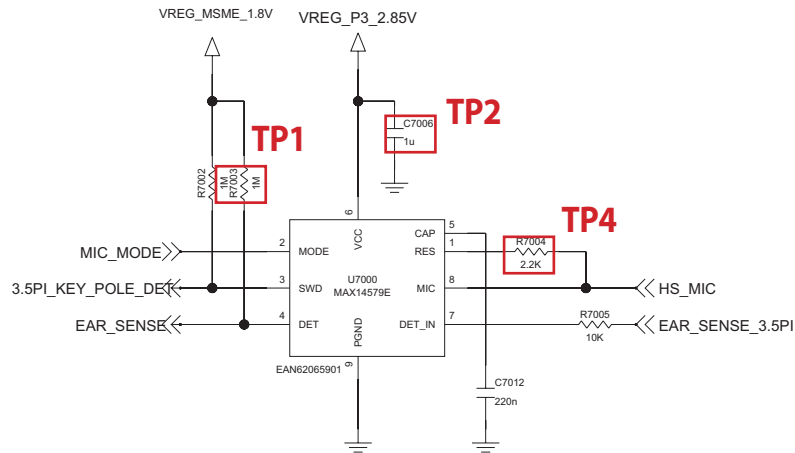 VREG_MSME_1.8V
VREG_P3_2.85V
TP1
TP2
C7006
1u
R7002
1M
R7003
1M
TP4
6
VCC
5
CAP
R7004
2.2K
MIC_MODE
2
MODE
RES
1
U7000
MAX14579E
3.5PI_KEY_POLE_DET
3
SWD
MIC
8
HS_MIC
EAR_SENSE
4
DET
DET_IN
7
R7005
10K
EAR_SENSE_3.5PI
PGND
9
EAN62065901
C7012
220n